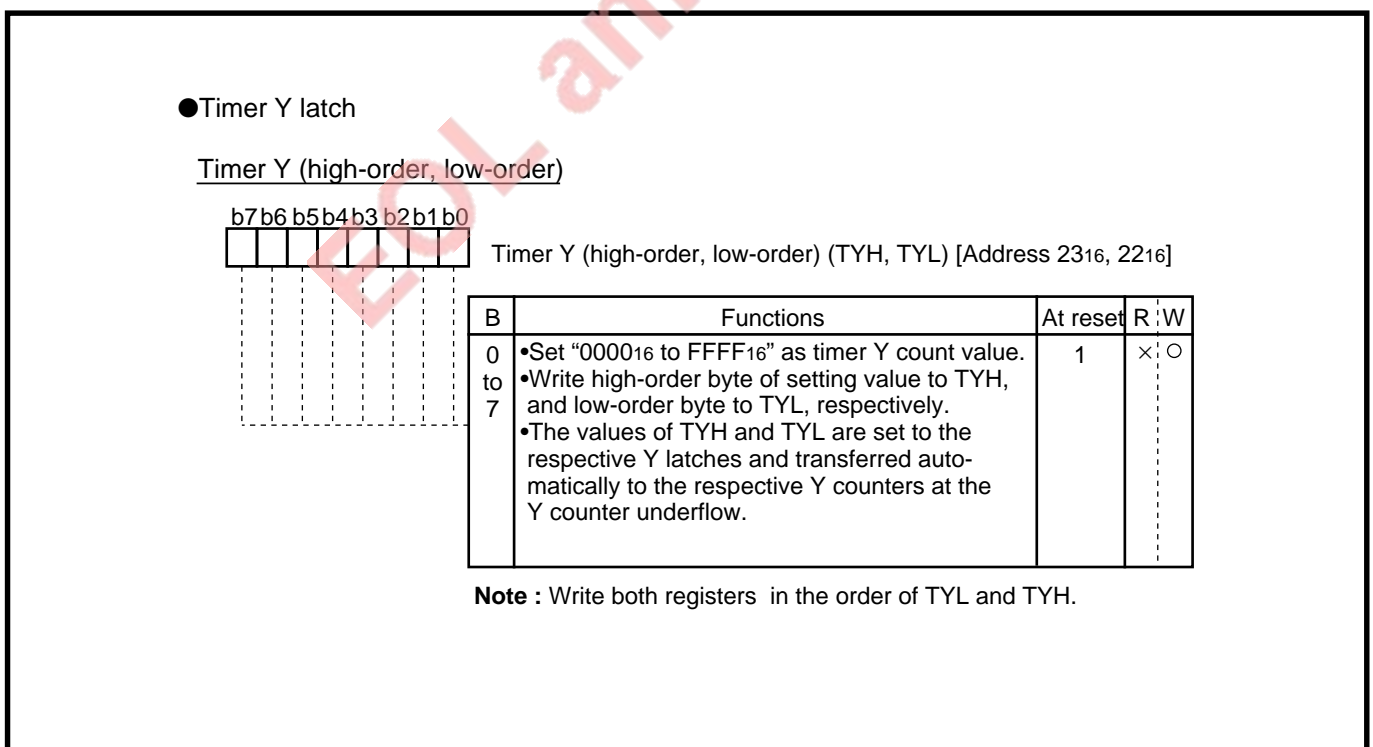 EOL an
●Timer Y latch
Timer Y (high-order, low-order)
b7 b6 b5 b4 b3 b2 b1 b0
Timer Y (high-order, low-order) (TYH, TYL) [Address 2316, 2216]
B Functions At reset R W
0 •Set “000016 to FFFF16” as timer Y count value. 1 × ○
to •Write high-order byte of setting value to TYH,
7 and low-order byte to TYL, respectively.
•The values of TYH and TYL are set to the
respective Y latches and transferred auto-
matically to the respective Y counters at the
Y counter underflow.
Note : Write both registers in the order of TYL and TYH.